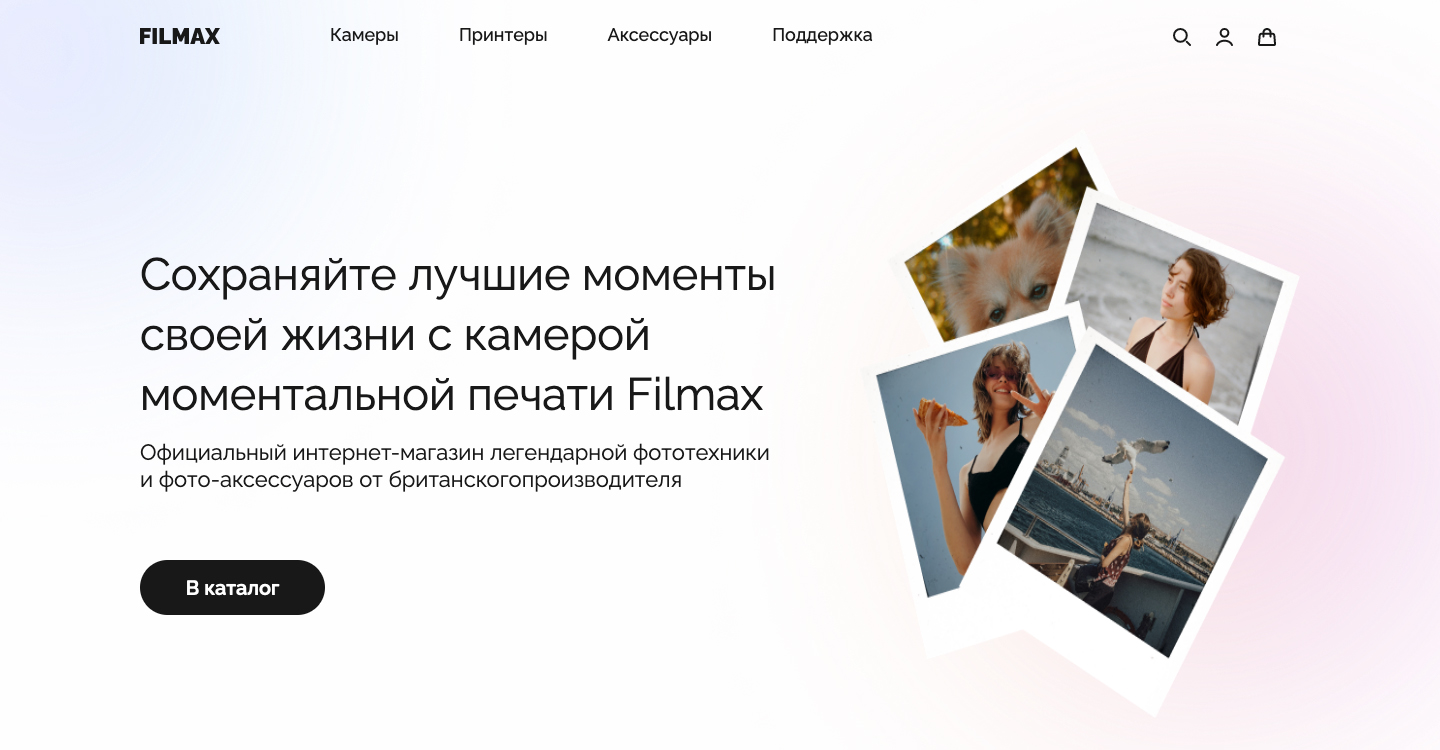 FILMAX
Камеры
Принтеры
Аксессуары
Поддержка
Сохраняйте лучшие моменты
своей жизни с камерой
моментальной печати Filmax
Официальный интернет-магазин легендарной фототехники
и фото-аксессуаров от британскогопроизводителя
В каталог